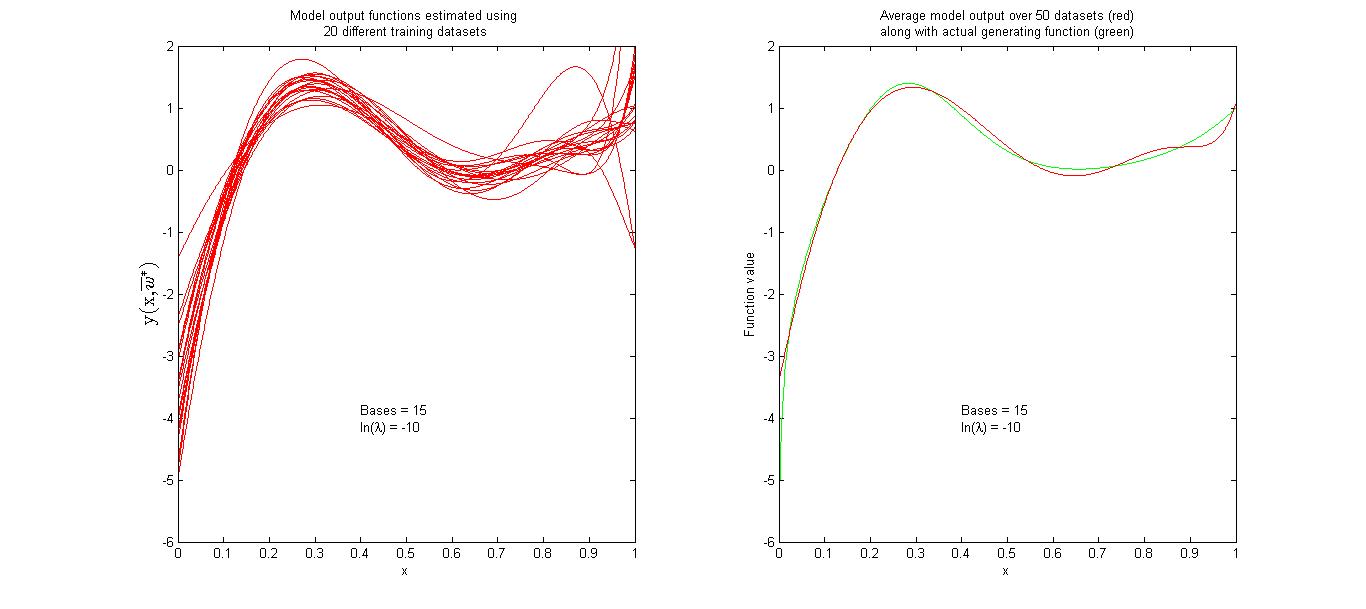 Model output functions estimated using
20 different training datasets
2
1
0
-1
-2
-3
-4
-5
-6
y(x,w̅*)
Bases = 15
ln(λ) = -10
0 0.1 0.2 0.3 0.4 0.5 0.6 0.7 0.8 0.9 1
x
Average model output over 50 datasets (red)
along with actual generating function (green)
2
1
0
-1
-2
-3
-4
-5
-6
Function value
Bases = 15
ln(λ) = -10
0 0.1 0.2 0.3 0.4 0.5 0.6 0.7 0.8 0.9 1
x